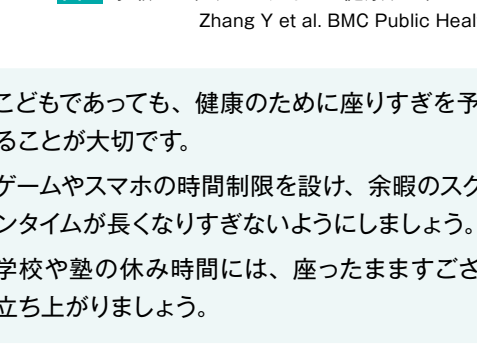 Zhang Y et al. BMC Public Heal
こどもであっても、健康のために座りすぎを予
ることが大切です。
ゲームやスマホの時間制限を設け、余暇のスク
ンタイムが長くなりすぎないようにしましょう。
学校や塾の休み時間には、座ったまますごさ
立ち上がりましょう。